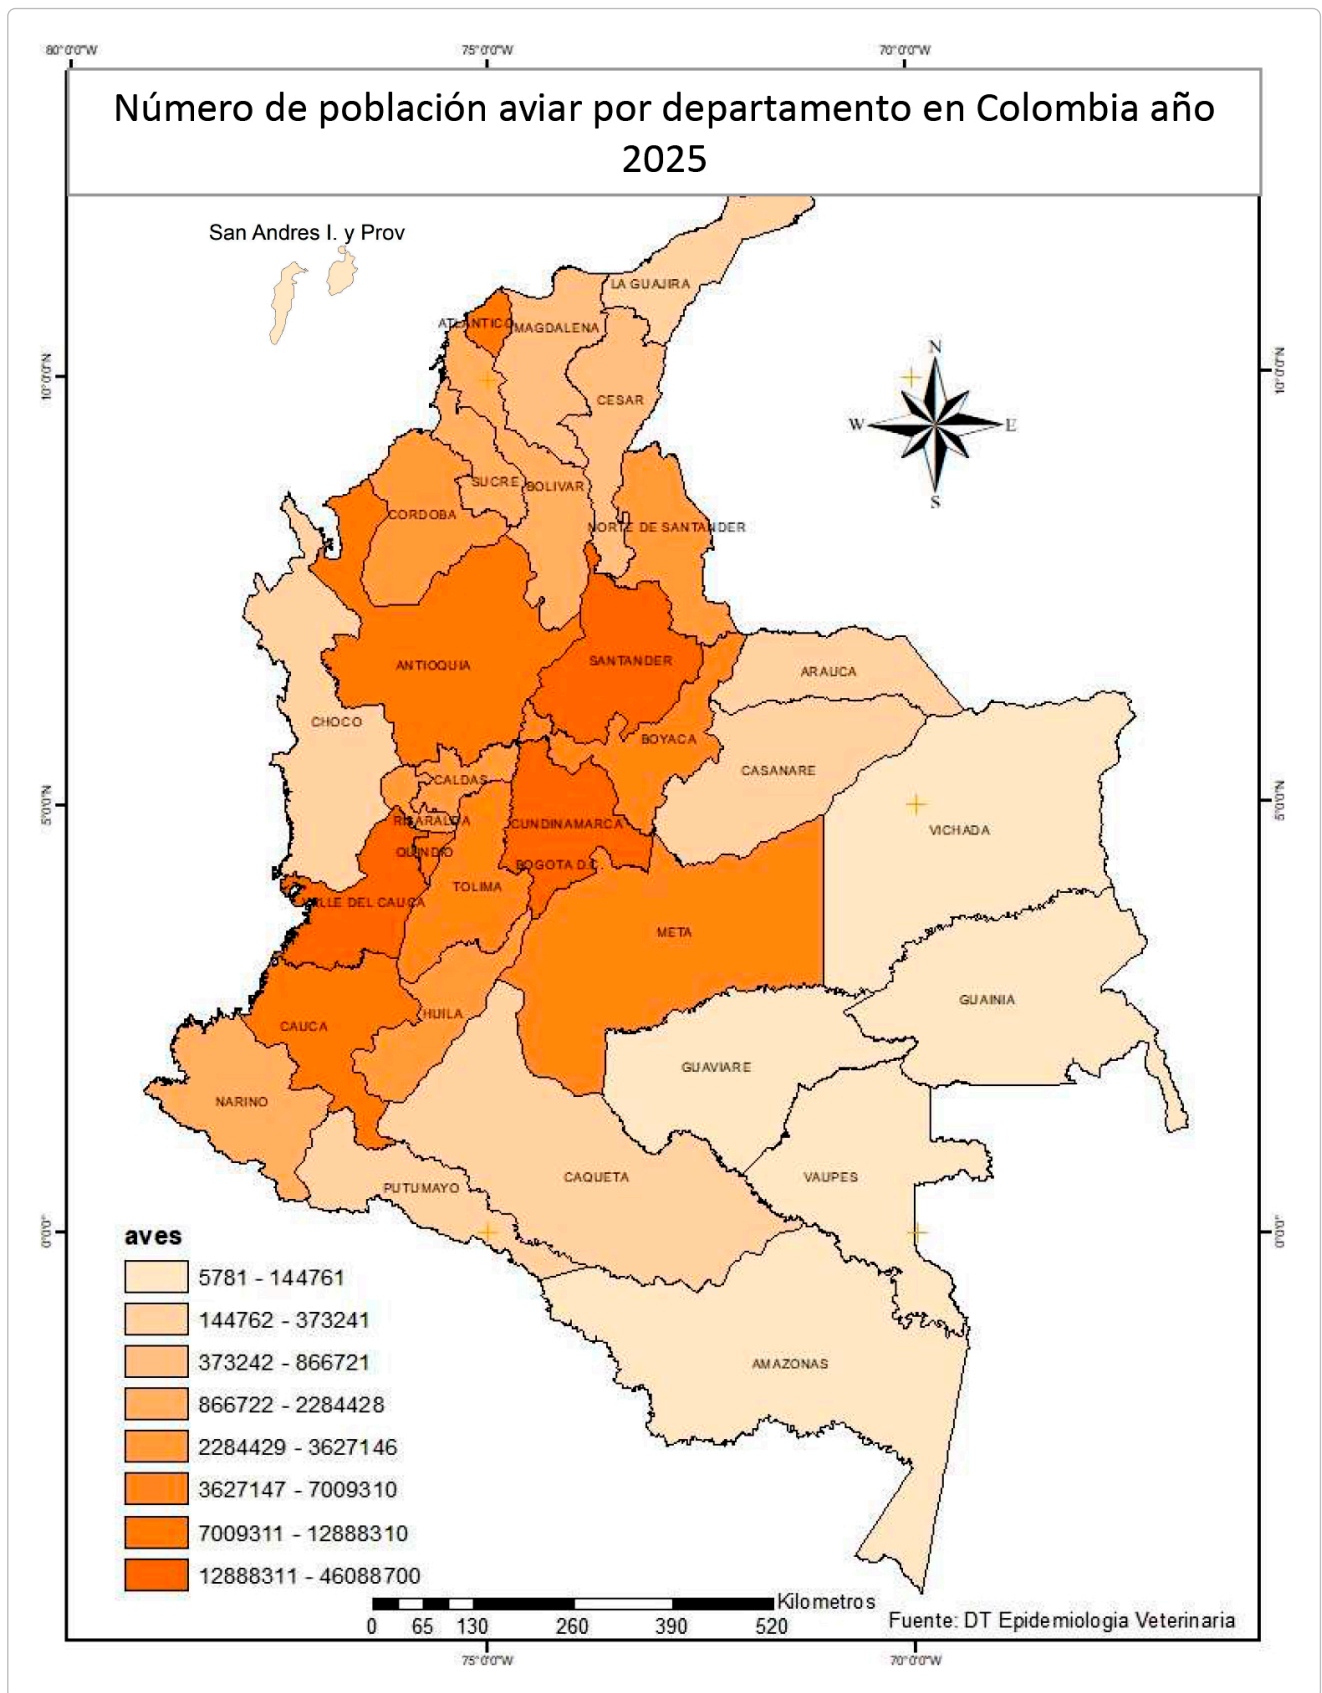 80°0'0"W
75°0'0"W
70°0'0"W
Número de población aviar por departamento en Colombia año
2025
San Andres I. y Prov
LA GUAJIRA
ATLANTICO
MAGDALENA
N
10°0'0"N
10°0'0"N
CESAR
W
E
SUCRE
BOLIVAR
S
CORDOBA
NORTE DE SANTANDER
ANTIOQUIA
SANTANDER
ARAUCA
CHOCO
BOYACA
CASANARE
CALDAS
5°0'0"N
5°0'0"N
RISARALDA
CUNDINAMARCA
VICHADA
QUINDIO
BOGOTA D.C.
TOLIMA
VALLE DEL CAUCA
META
GUAINIA
HUILA
CAUCA
GUAVIARE
NARINO
CAQUETA
VAUPES
PUTUMAYO
0°0'0"
0°0'0"
aves
5781 - 144761
144762 - 373241
AMAZONAS
373242 - 866721
866722 - 2284428
2284429 - 3627146
3627147 - 7009310
7009311 - 12888310
12888311 - 46088700
Kilometros
0 65 130 260 390 520
Fuente: DT Epidemiologia Veterinaria
75°0'0"W
70°0'0"W